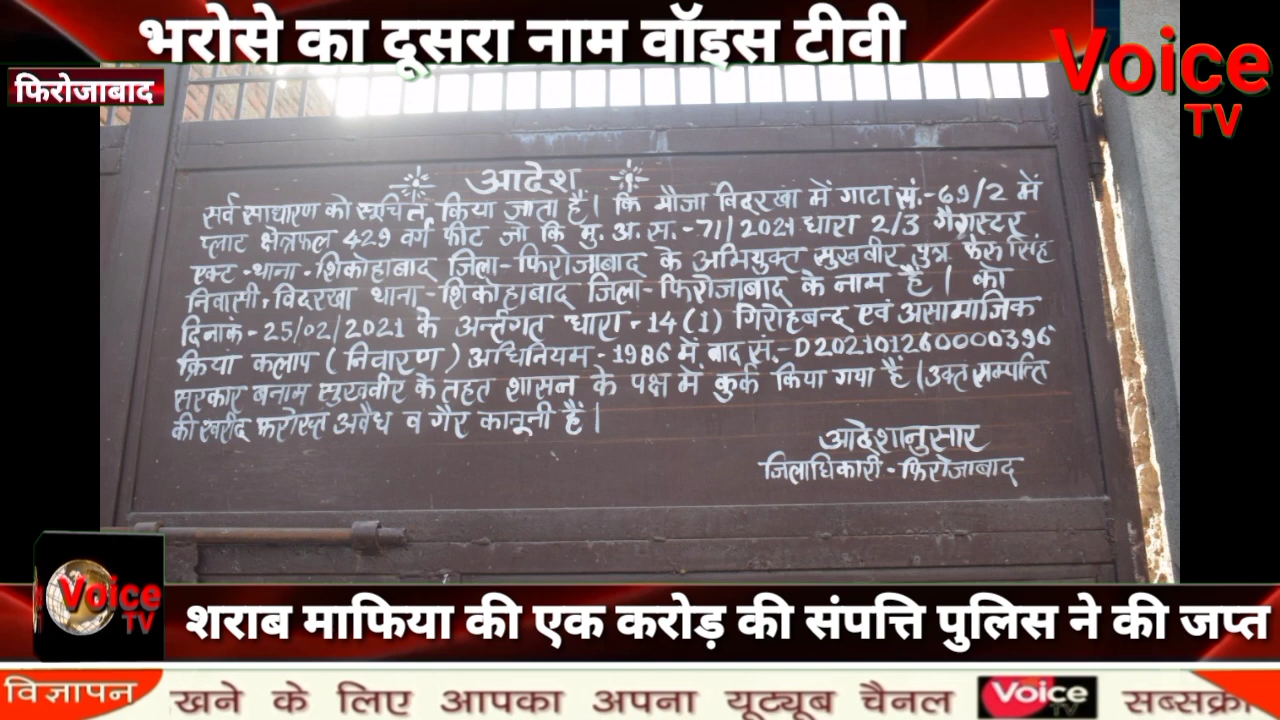 भरोसे का दूसरा नाम वॉइस टीवी
Voice
TV
फिरोजाबाद
आदेश
सर्व साधारण को सूचित किया जाता है। कि मौजा विदरखा में गाटा सं.-69/2 में
प्लाट क्षेत्रफल 429 वर्ग फीट जो कि मु. अ. स.-71/2021 धारा 2/3 गैंगस्टर
एक्ट-थाना-शिकोहाबाद जिला-फिरोजाबाद के अभियुक्त सुखवीर पुत्र फेरू सिंह
निवासी, विदरखा थाना-शिकोहाबाद जिला-फिरोजाबाद के नाम है। को
दिनांक-25/02/2021 के अर्न्तगत धारा-14(1) गिरोहबन्द एवं असामाजिक
क्रिया कलाप (निवारण) अधिनियम-1986 में वाद सं.-D202101260000396
सरकार बनाम सुखवीर के तहत शासन के पक्ष में कुर्क किया गया है। उक्त सम्पत्ति
की खरीद फरोख्त अवैध व गैर कानूनी हैं।
आदेशानुसार
जिलाधिकारी-फिरोजाबाद
Voice
TV
शराब माफिया की एक करोड़ की संपत्ति पुलिस ने की जप्त
विज्ञापन
खने के लिए आपका अपना यूट्यूब चैनल Voice TV सब्सक्रा